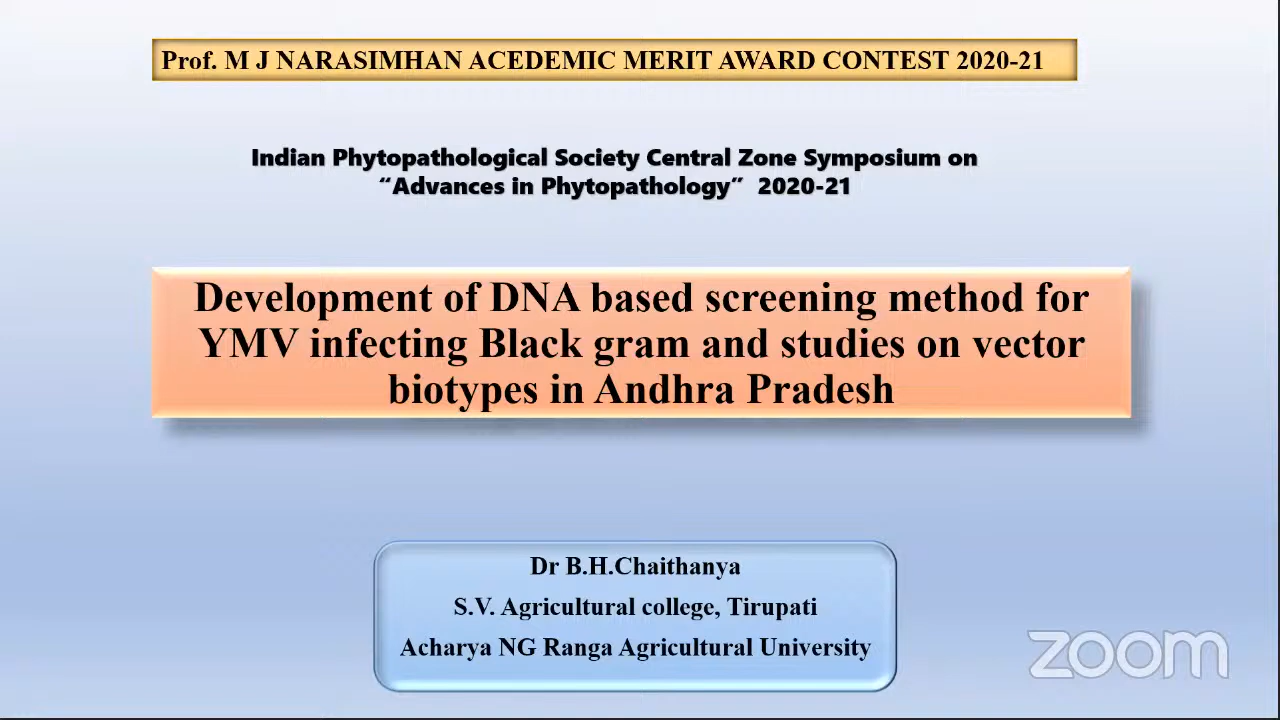 Prof. M J NARASIMHAN ACEDEMIC MERIT AWARD CONTEST 2020-21
Indian Phytopathological Society Central Zone Symposium on
“Advances in Phytopathology” 2020-21
Development of DNA based screening method for
YMV infecting Black gram and studies on vector
biotypes in Andhra Pradesh
Dr B.H.Chaithanya
S.V. Agricultural college, Tirupati
Acharya NG Ranga Agricultural University
zoom